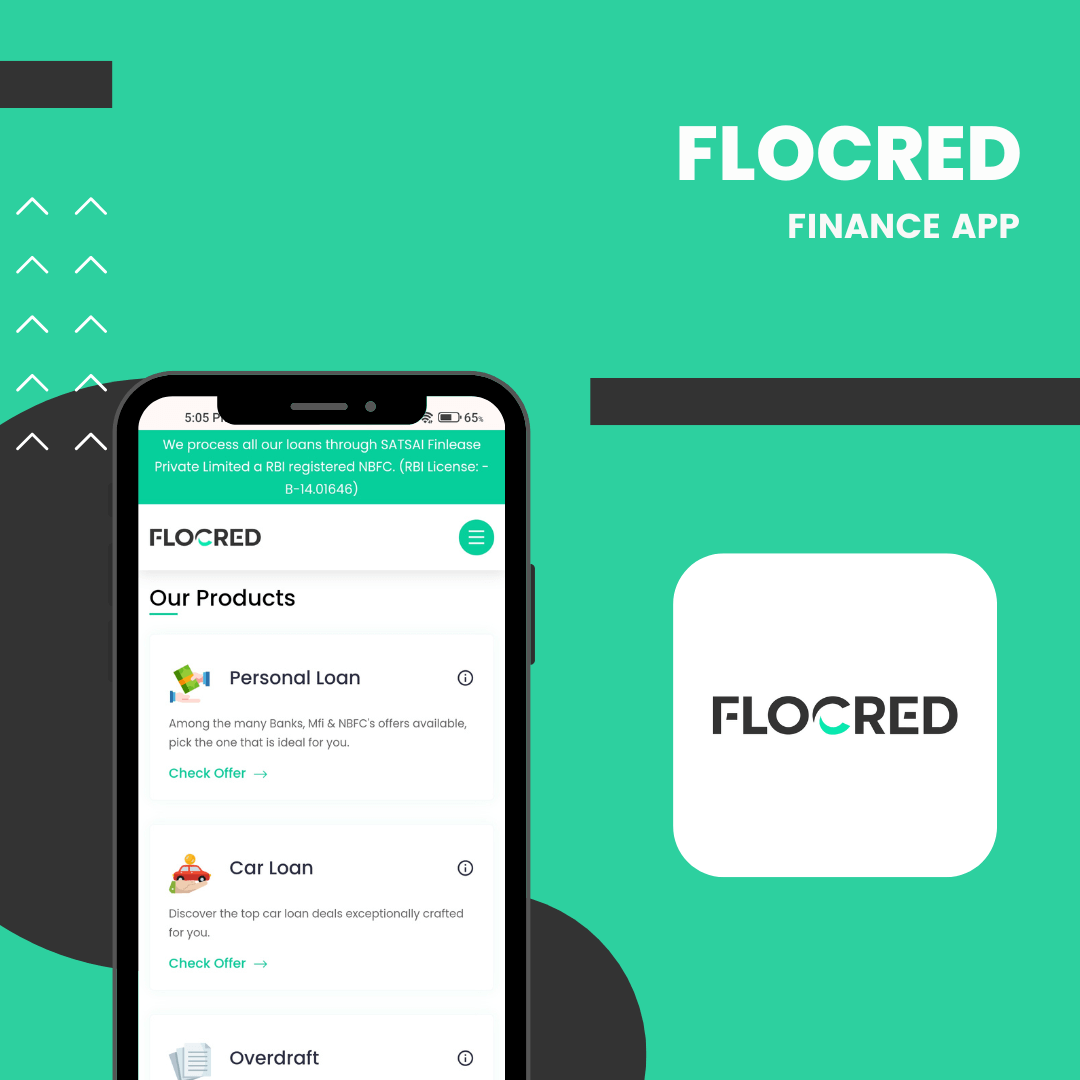 FLOCRED
FINANCE APP
5:05 P
65%
We process all our loans through SATSAI Finlease
Private Limited a RBI registered NBFC. (RBI License: -
B-14.01646)
FLOCRED
Our Products
Personal Loan
Among the many Banks, Mfi & NBFC's offers available,
pick the one that is ideal for you.
Check Offer →
Car Loan
Discover the top car loan deals exceptionally crafted
for you.
Check Offer →
Overdraft
FLOCRED